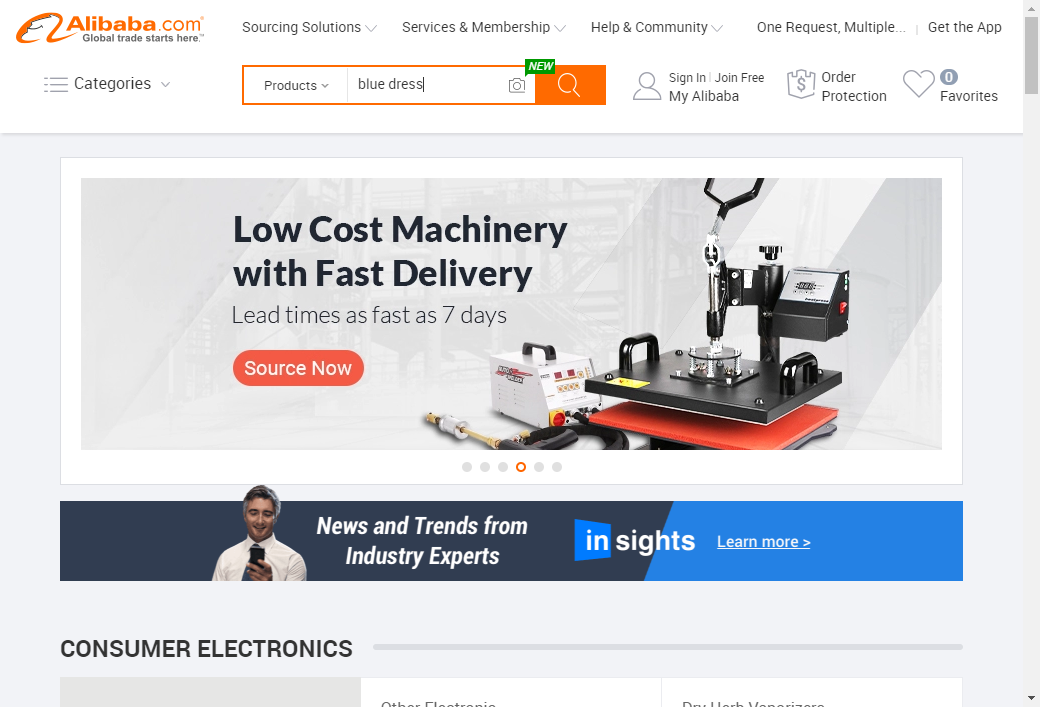 Alibaba.com
Global trade starts here.™
Sourcing Solutions
Services & Membership
Help & Community
One Request, Multiple...
Get the App
Categories
Products
blue dress
NEW
Sign In
Join Free
My Alibaba
$
Order
Protection
0
Favorites
Low Cost Machinery
with Fast Delivery
Lead times as fast as 7 days
Source Now
News and Trends from
Industry Experts
in sights
Learn more >
CONSUMER ELECTRONICS
Other Electronic
Dry Herb Vaporizers